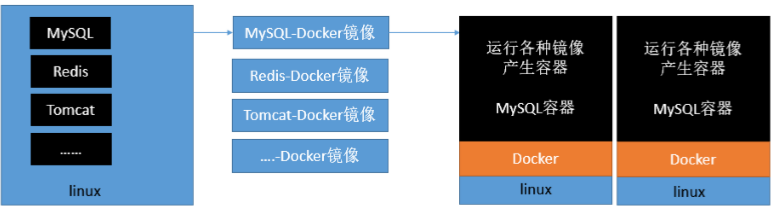 MySQL
Redis
Tomcat
……
linux
MySQL-Docker镜像
Redis-Docker镜像
Tomcat-Docker镜像
….-Docker镜像
运行各种镜像
产生容器
MySQL容器
Docker
linux
运行各种镜像
产生容器
MySQL容器
Docker
linux